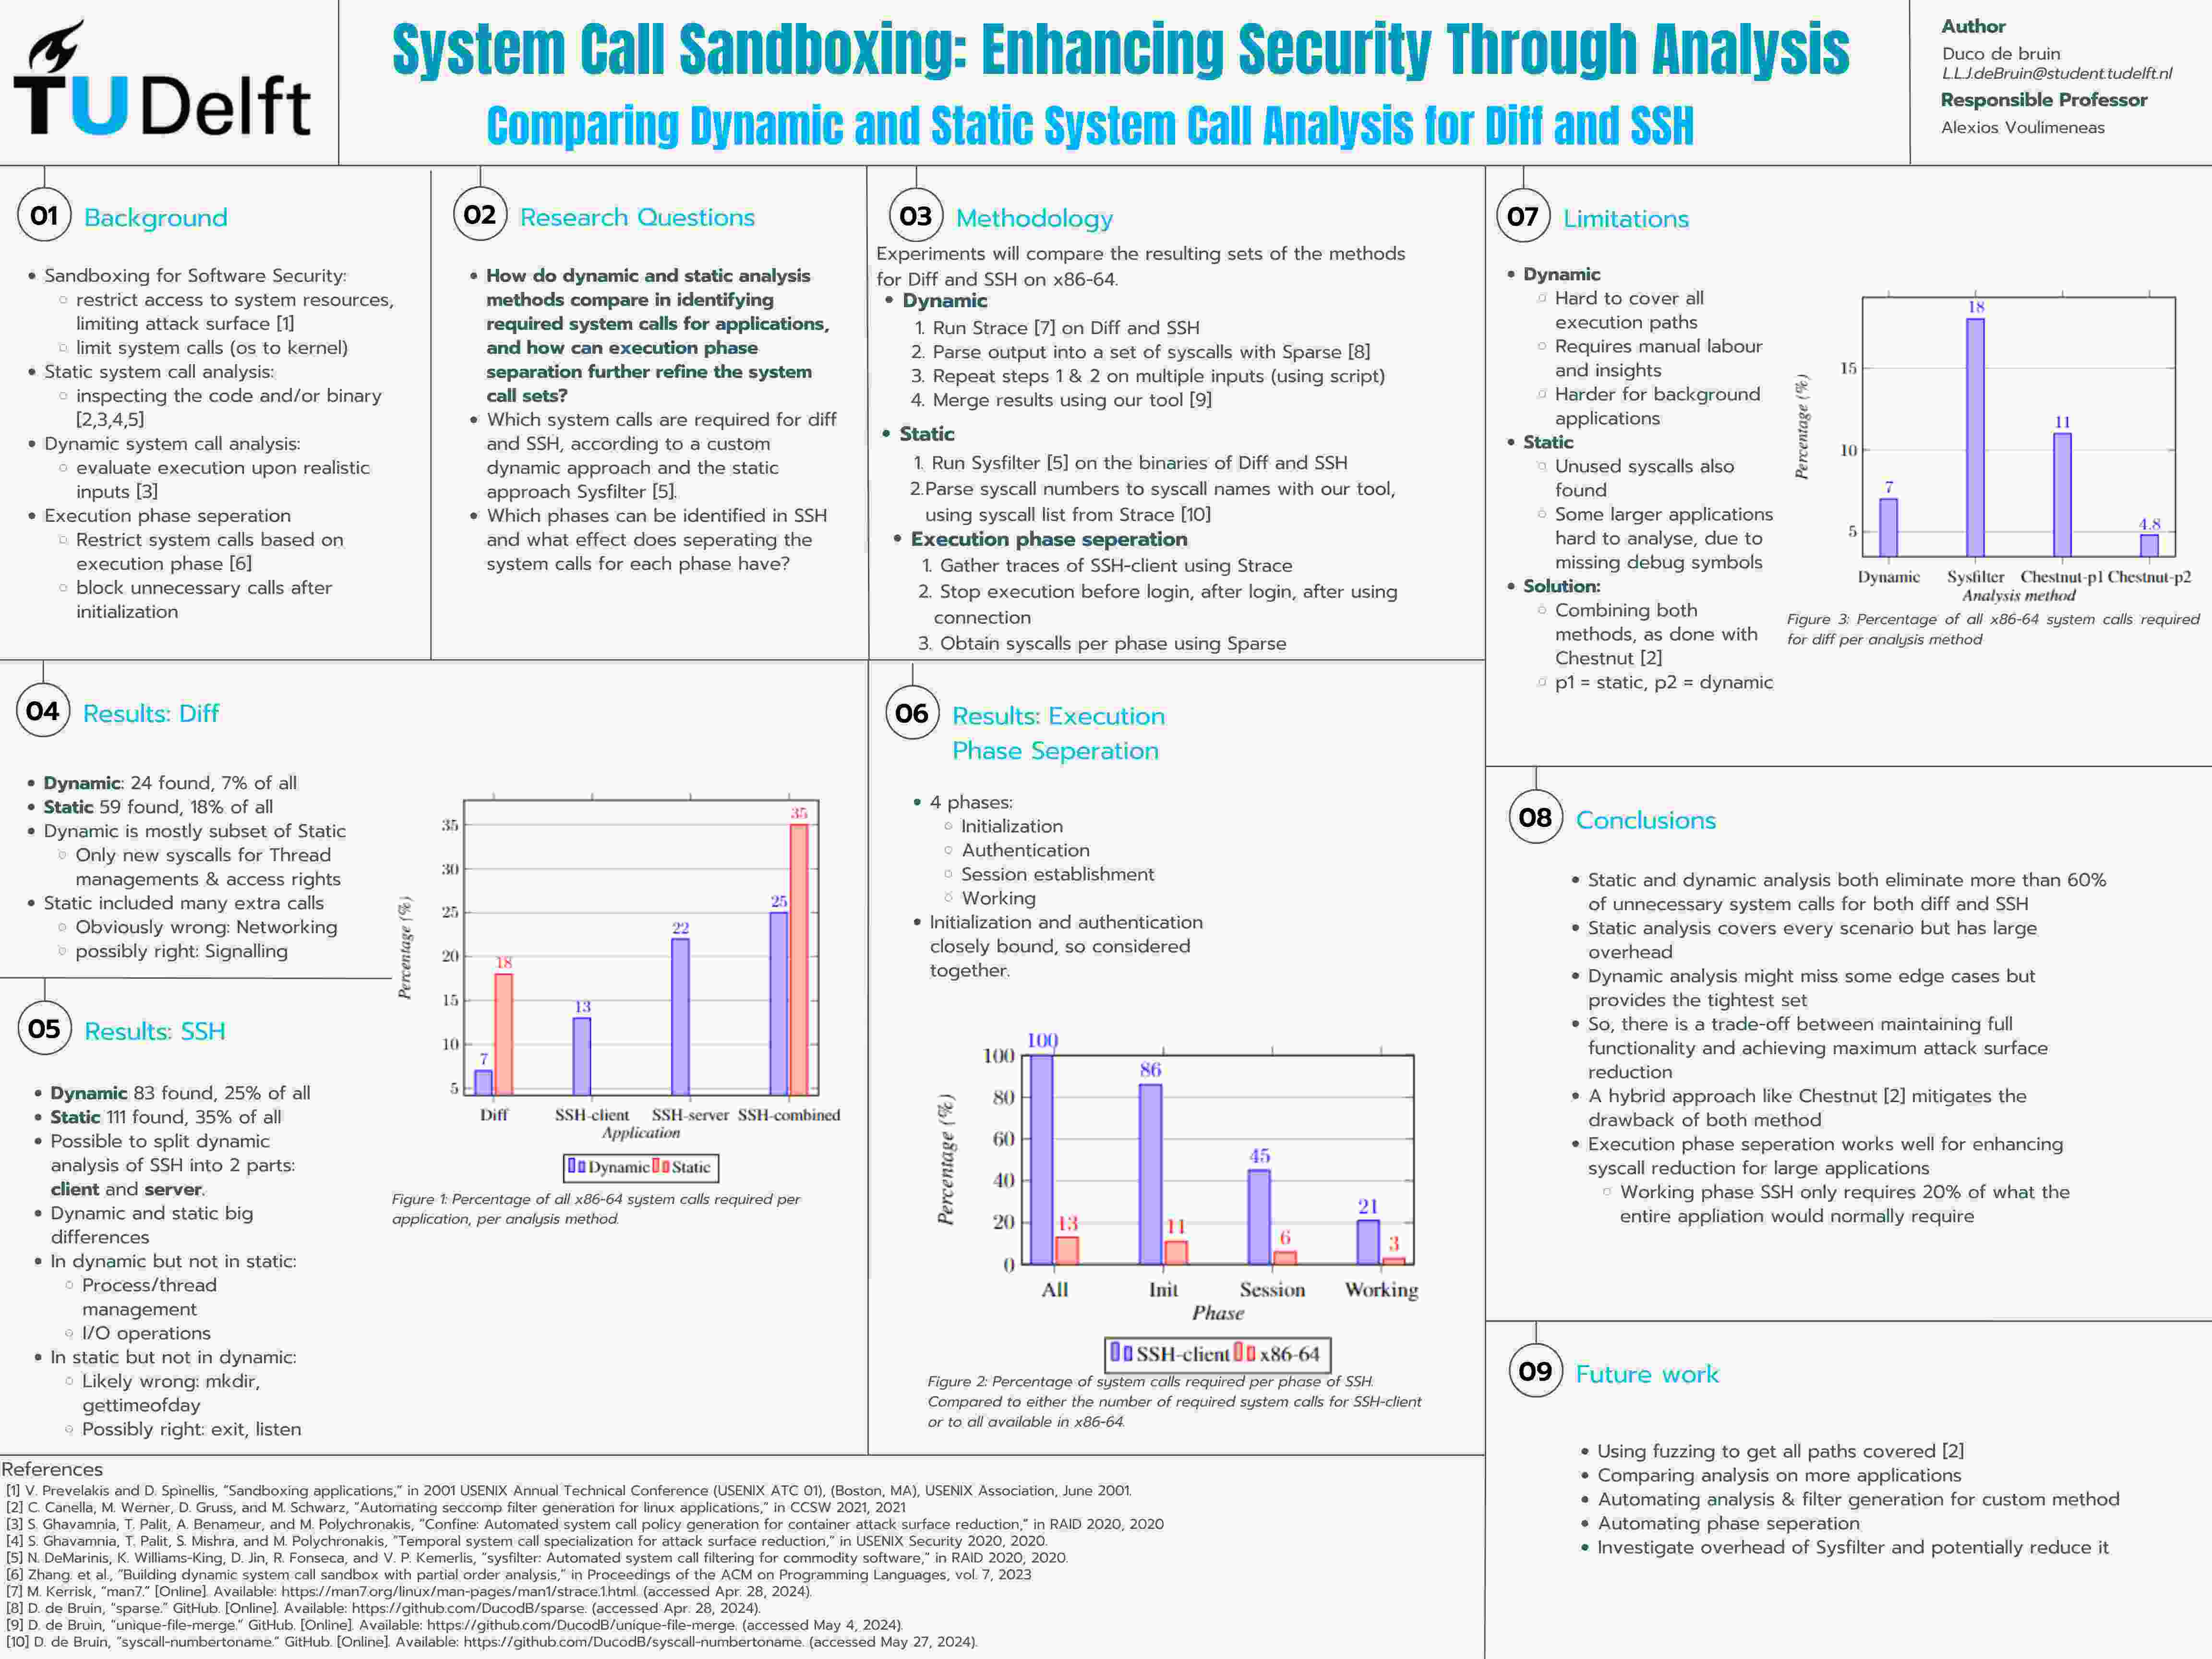 TU Delft
System Call Sandboxing: Enhancing Security Through Analysis
Comparing Dynamic and Static System Call Analysis for Diff and SSH
Author
Duco de bruin
L.L.J.deBruin@student.tudelft.nl
Responsible Professor
Alexios Voulimeneas
01 Background
• Sandboxing for Software Security:
○ restrict access to system resources,
limiting attack surface [1]
○ limit system calls (os to kernel)
• Static system call analysis:
○ inspecting the code and/or binary
[2,3,4,5]
• Dynamic system call analysis:
○ evaluate execution upon realistic
inputs [3]
• Execution phase seperation
○ Restrict system calls based on
execution phase [6]
○ block unnecessary calls after
initialization
02 Research Questions
• How do dynamic and static analysis
methods compare in identifying
required system calls for applications,
and how can execution phase
separation further refine the system
call sets?
• Which system calls are required for diff
and SSH, according to a custom
dynamic approach and the static
approach Sysfilter [5].
• Which phases can be identified in SSH
and what effect does seperating the
system calls for each phase have?
03 Methodology
Experiments will compare the resulting sets of the methods
for Diff and SSH on x86-64.
• Dynamic
1. Run Strace [7] on Diff and SSH
2. Parse output into a set of syscalls with Sparse [8]
3. Repeat steps 1 & 2 on multiple inputs (using script)
4. Merge results using our tool [9]
• Static
1. Run Sysfilter [5] on the binaries of Diff and SSH
2.Parse syscall numbers to syscall names with our tool,
using syscall list from Strace [10]
• Execution phase seperation
1. Gather traces of SSH-client using Strace
2. Stop execution before login, after login, after using
connection
3. Obtain syscalls per phase using Sparse
04 Results: Diff
• Dynamic: 24 found, 7% of all
• Static 59 found, 18% of all
• Dynamic is mostly subset of Static
○ Only new syscalls for Thread
managements & access rights
• Static included many extra calls
○ Obviously wrong: Networking
○ possibly right: Signalling
05 Results: SSH
• Dynamic 83 found, 25% of all
• Static 111 found, 35% of all
• Possible to split dynamic
analysis of SSH into 2 parts:
client and server.
• Dynamic and static big
differences
• In dynamic but not in static:
○ Process/thread
management
○ I/O operations
• In static but not in dynamic:
○ Likely wrong: mkdir,
gettimeofday
○ Possibly right: exit, listen
Percentage (%)
35
30
25
20
15
10
5
7 18 13 22 25 35
Diff SSH-client SSH-server SSH-combined
Application
Dynamic Static
Figure 1: Percentage of all x86-64 system calls required per
application, per analysis method.
06 Results: Execution
Phase Seperation
• 4 phases:
○ Initialization
○ Authentication
○ Session establishment
○ Working
• Initialization and authentication
closely bound, so considered
together.
Percentage (%)
100
80
60
40
20
0
100 13 86 11 45 6 21 3
All Init Session Working
Phase
SSH-client x86-64
Figure 2: Percentage of system calls required per phase of SSH.
Compared to either the number of required system calls for SSH-client
or to all available in x86-64.
07 Limitations
• Dynamic
○ Hard to cover all
execution paths
○ Requires manual labour
and insights
○ Harder for background
applications
• Static
○ Unused syscalls also
found
○ Some larger applications
hard to analyse, due to
missing debug symbols
• Solution:
○ Combining both
methods, as done with
Chestnut [2]
○ p1 = static, p2 = dynamic
Percentage (%)
15
10
5
7 18 11 4.8
Dynamic Sysfilter Chestnut-p1 Chestnut-p2
Analysis method
Figure 3: Percentage of all x86-64 system calls required
for diff per analysis method
08 Conclusions
• Static and dynamic analysis both eliminate more than 60%
of unnecessary system calls for both diff and SSH
• Static analysis covers every scenario but has large
overhead
• Dynamic analysis might miss some edge cases but
provides the tightest set
• So, there is a trade-off between maintaining full
functionality and achieving maximum attack surface
reduction
• A hybrid approach like Chestnut [2] mitigates the
drawback of both method
• Execution phase seperation works well for enhancing
syscall reduction for large applications
○ Working phase SSH only requires 20% of what the
entire appliation would normally require
09 Future work
• Using fuzzing to get all paths covered [2]
• Comparing analysis on more applications
• Automating analysis & filter generation for custom method
• Automating phase seperation
• Investigate overhead of Sysfilter and potentially reduce it
References
[1] V. Prevelakis and D. Spinellis, "Sandboxing applications," in 2001 USENIX Annual Technical Conference (USENIX ATC 01), (Boston, MA), USENIX Association, June 2001.
[2] C. Canella, M. Werner, D. Gruss, and M. Schwarz, "Automating seccomp filter generation for linux applications," in CCSW 2021, 2021
[3] S. Ghavamnia, T. Palit, A. Benameur, and M. Polychronakis, "Confine: Automated system call policy generation for container attack surface reduction," in RAID 2020, 2020
[4] S. Ghavamnia, T. Palit, S. Mishra, and M. Polychronakis, "Temporal system call specialization for attack surface reduction," in USENIX Security 2020, 2020.
[5] N. DeMarinis, K. Williams-King, D. Jin, R. Fonseca, and V. P. Kemerlis, "sysfilter: Automated system call filtering for commodity software," in RAID 2020, 2020.
[6] Zhang. et al., "Building dynamic system call sandbox with partial order analysis," in Proceedings of the ACM on Programming Languages, vol. 7, 2023
[7] M. Kerrisk, "man7." [Online]. Available: https://man7.org/linux/man-pages/man1/strace.1.html. (accessed Apr. 28, 2024).
[8] D. de Bruin, "sparse." GitHub. [Online]. Available: https://github.com/DucodB/sparse. (accessed Apr. 28, 2024).
[9] D. de Bruin, "unique-file-merge." GitHub. [Online]. Available: https://github.com/DucodB/unique-file-merge. (accessed May 4, 2024).
[10] D. de Bruin, "syscall-numbertoname." GitHub. [Online]. Available: https://github.com/DucodB/syscall-numbertoname. (accessed May 27, 2024).